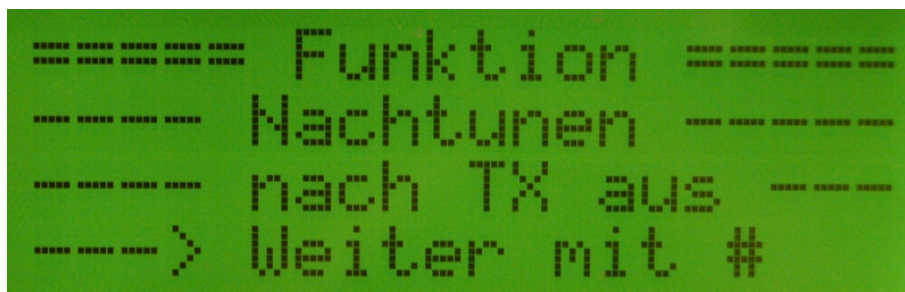 ===== Funktion =====
---- Nachtunen -----
---- nach TX aus ---
---> Weiter mit #